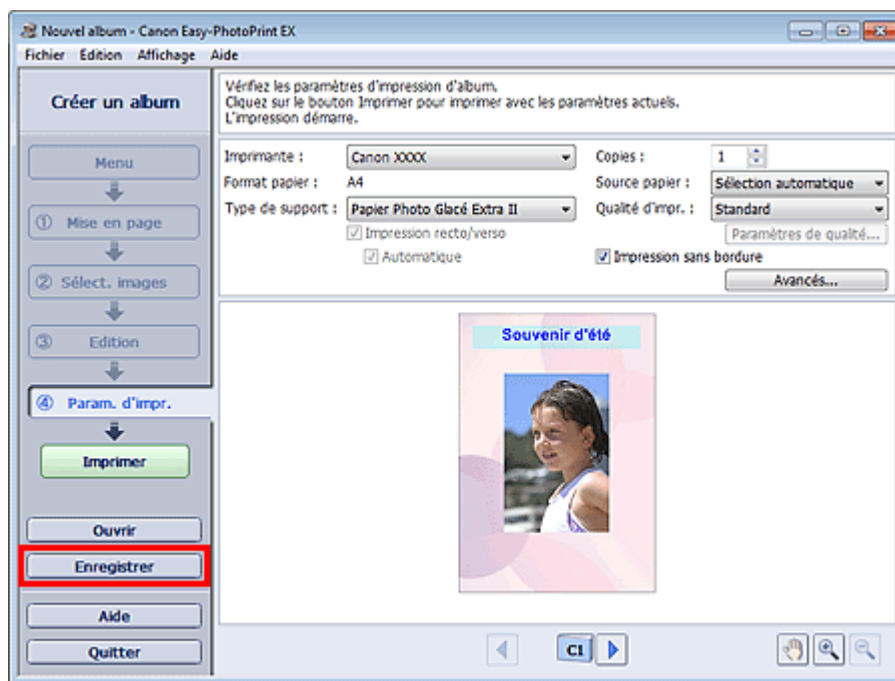 Nouvel album - Canon Easy-PhotoPrint EX
Fichier Edition Affichage Aide
Créer un album
Vérifiez les paramètres d'impression d'album.
Cliquez sur le bouton Imprimer pour imprimer avec les paramètres actuels.
L'impression démarre.
Menu
① Mise en page
② Sélect. images
③ Edition
④ Param. d'impr.
Imprimer
Ouvrir
Enregistrer
Aide
Quitter
Imprimante : Canon XXXX
Copies : 1
Format papier : A4
Source papier : Sélection automatique
Type de support : Papier Photo Glacé Extra II
Qualité d'impr. : Standard
Impression recto/verso
Paramètres de qualité...
Automatique
Impression sans bordure
Avancés...
Souvenir d'été
C1